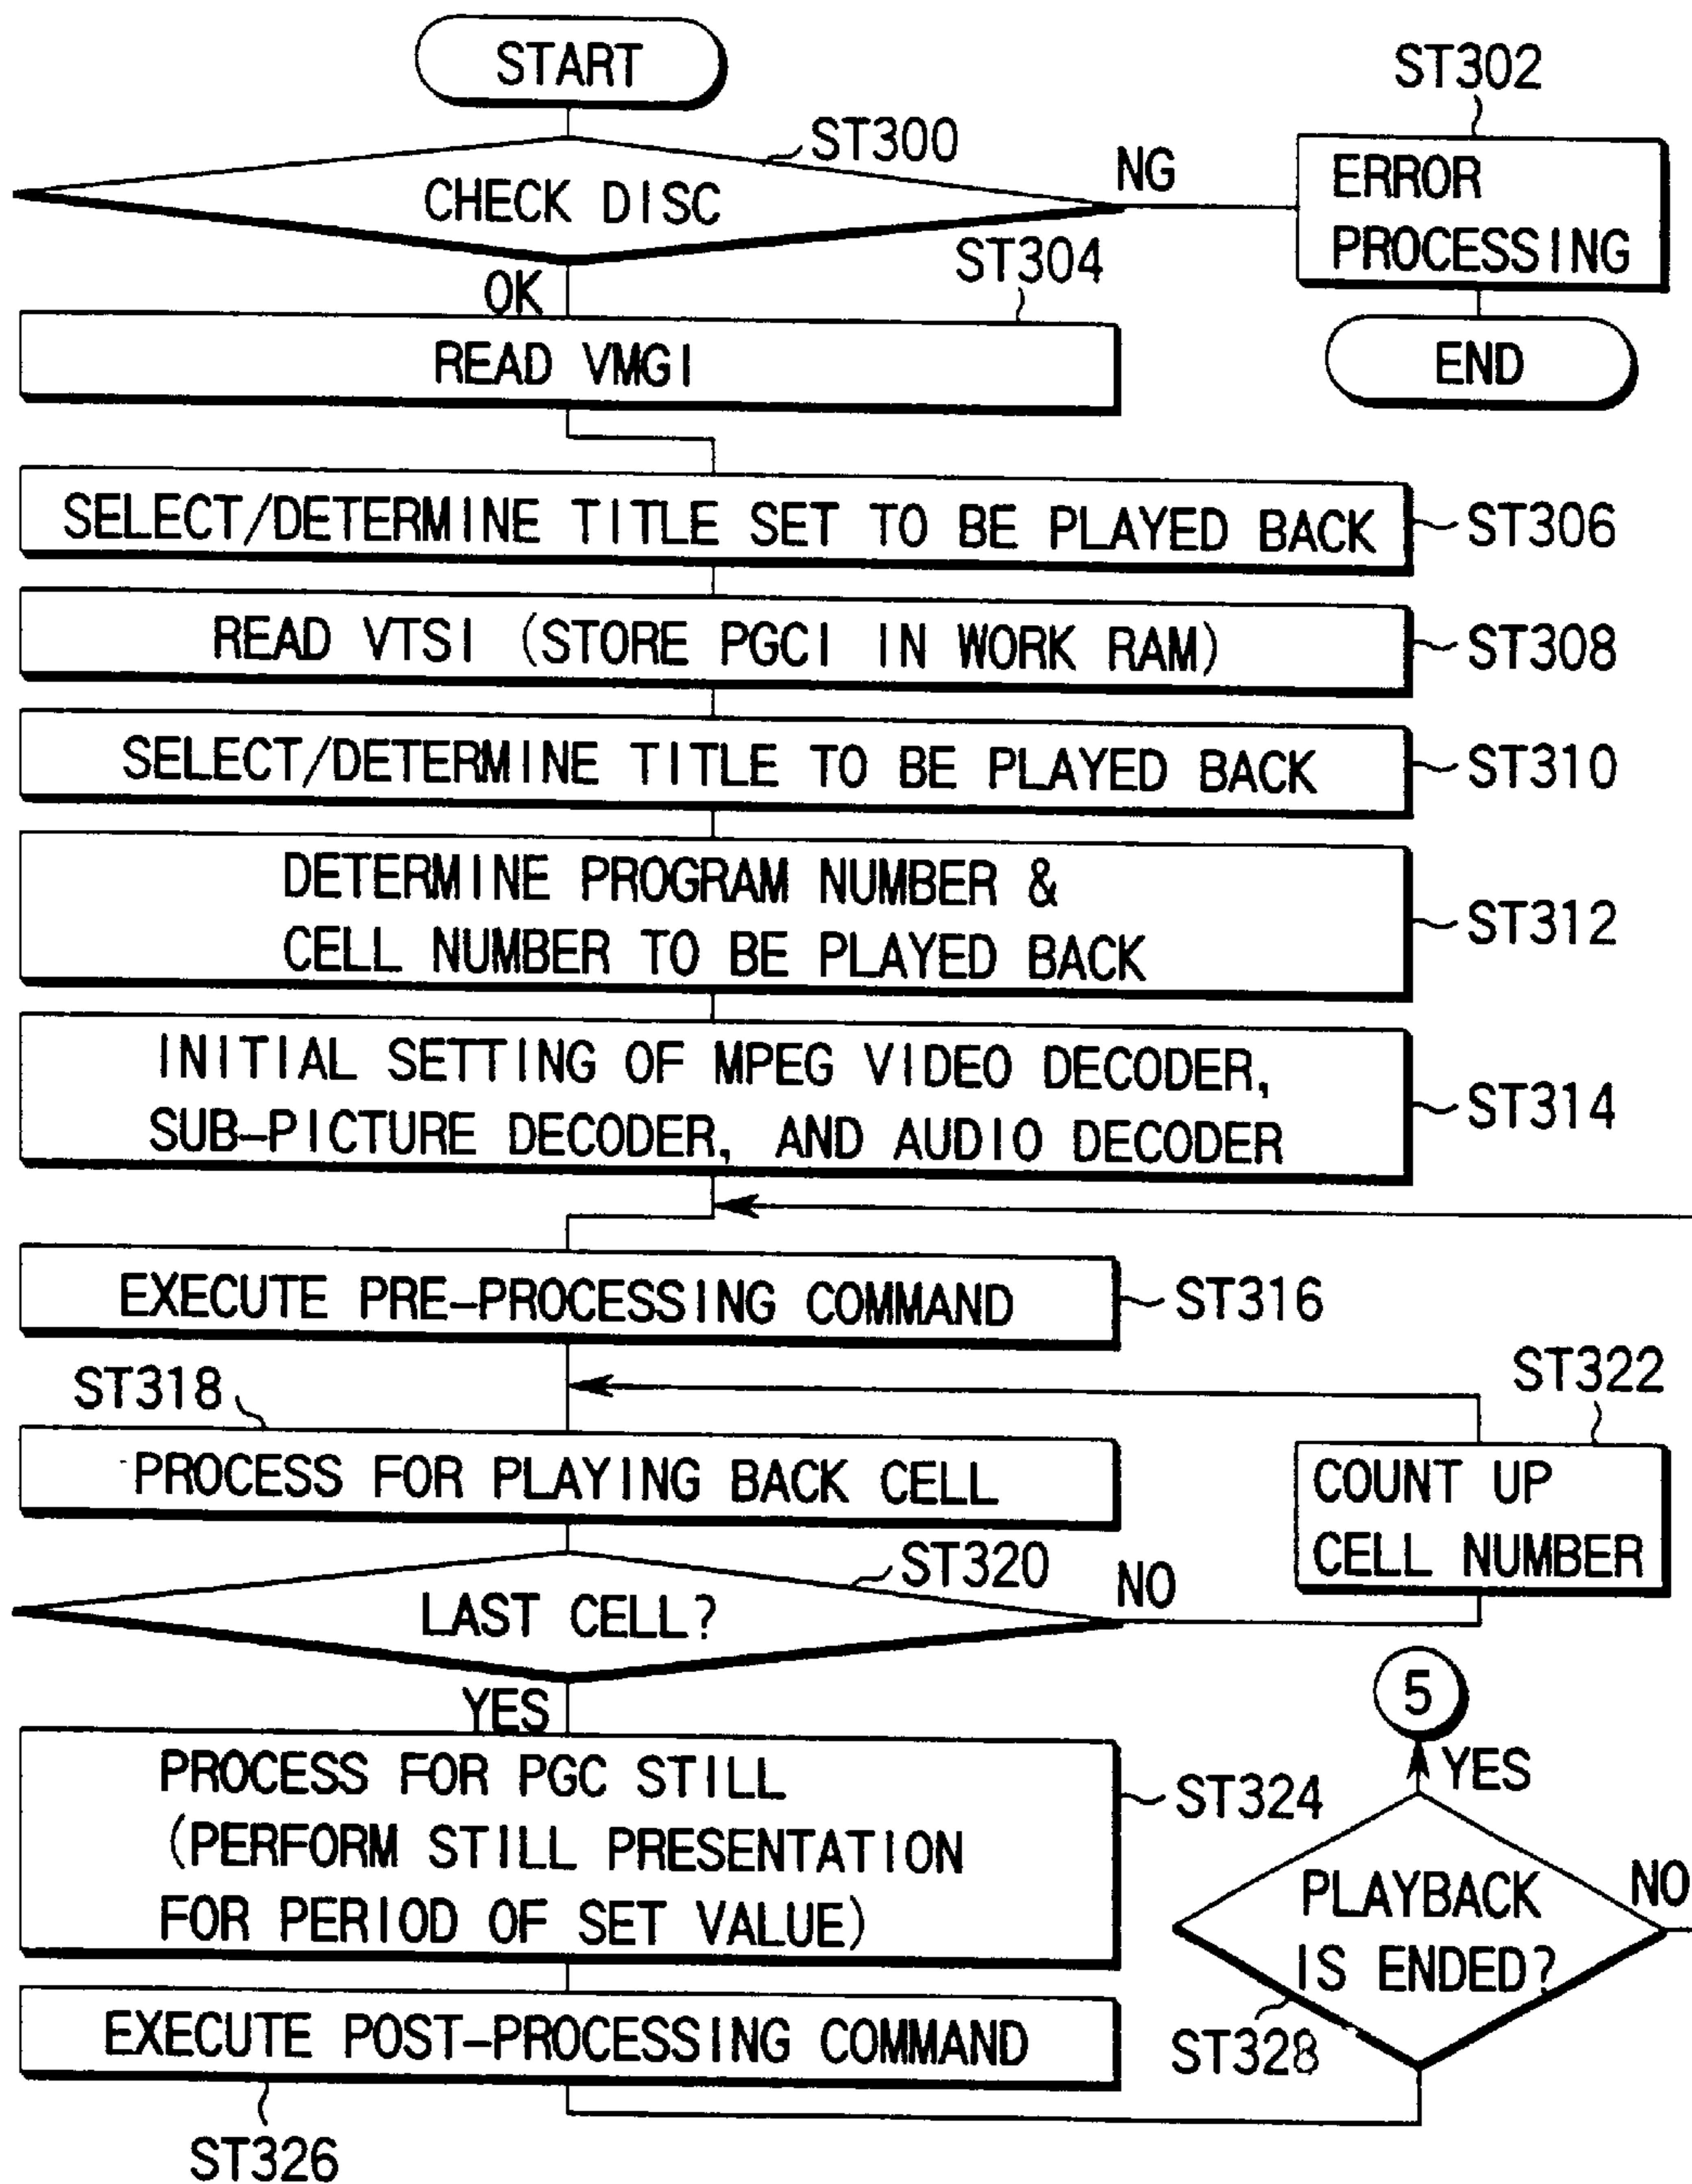 START
ST302
ST300
CHECK DISC
NG
ERROR
PROCESSING
OK
ST304
READ VMGI
END
SELECT/DETERMINE TITLE SET TO BE PLAYED BACK
ST306
READ VTSI (STORE PGCI IN WORK RAM)
ST308
SELECT/DETERMINE TITLE TO BE PLAYED BACK
ST310
DETERMINE PROGRAM NUMBER &
CELL NUMBER TO BE PLAYED BACK
ST312
INITIAL SETTING OF MPEG VIDEO DECODER,
SUB-PICTURE DECODER, AND AUDIO DECODER
ST314
EXECUTE PRE-PROCESSING COMMAND
ST316
ST318
ST322
PROCESS FOR PLAYING BACK CELL
COUNT UP
CELL NUMBER
ST320
LAST CELL?
NO
YES
5
YES
PROCESS FOR PGC STILL
(PERFORM STILL PRESENTATION
FOR PERIOD OF SET VALUE)
ST324
PLAYBACK
IS ENDED?
NO
ST328
EXECUTE POST-PROCESSING COMMAND
ST326